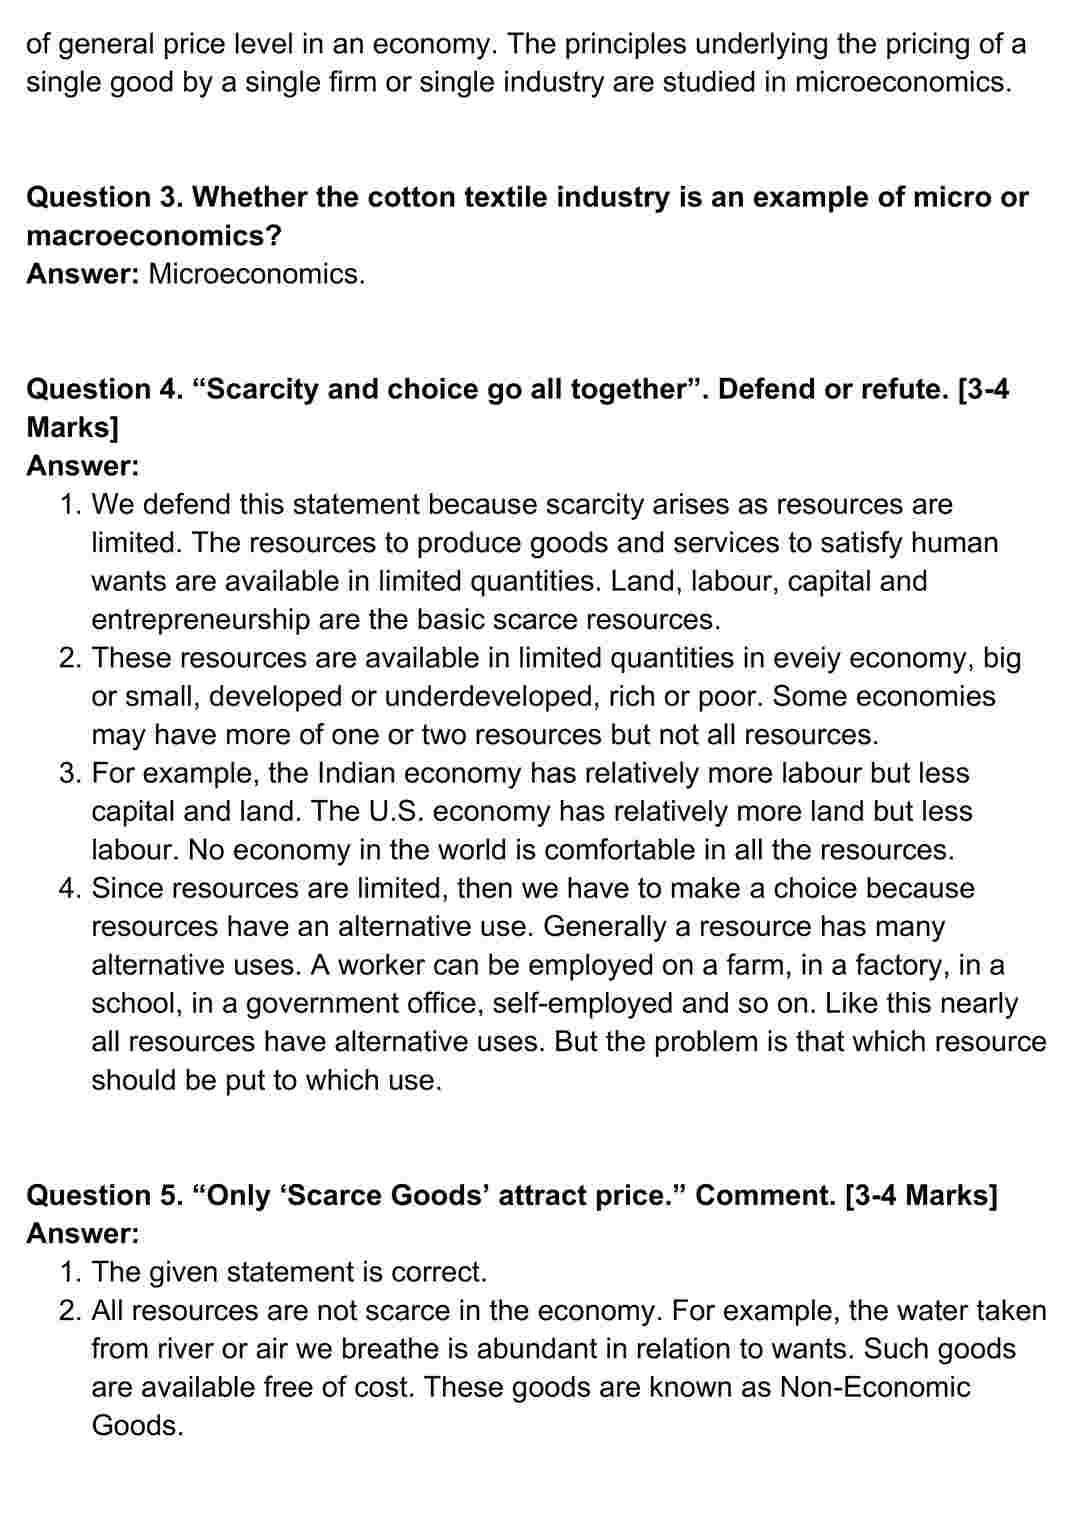 of general price level in an economy. The principles underlying the pricing of a
single good by a single firm or single industry are studied in microeconomics.
Question 3. Whether the cotton textile industry is an example of micro or
macroeconomics?
Answer: Microeconomics.
Question 4. “Scarcity and choice go all together”. Defend or refute. [3-4
Marks]
Answer:
1. We defend this statement because scarcity arises as resources are
limited. The resources to produce goods and services to satisfy human
wants are available in limited quantities. Land, labour, capital and
entrepreneurship are the basic scarce resources.
2. These resources are available in limited quantities in eveiy economy, big
or small, developed or underdeveloped, rich or poor. Some economies
may have more of one or two resources but not all resources.
3. For example, the Indian economy has relatively more labour but less
capital and land. The U.S. economy has relatively more land but less
labour. No economy in the world is comfortable in all the resources.
4. Since resources are limited, then we have to make a choice because
resources have an alternative use. Generally a resource has many
alternative uses. A worker can be employed on a farm, in a factory, in a
school, in a government office, self-employed and so on. Like this nearly
all resources have alternative uses. But the problem is that which resource
should be put to which use.
Question 5. “Only ‘Scarce Goods’ attract price.” Comment. [3-4 Marks]
Answer:
1. The given statement is correct.
2. All resources are not scarce in the economy. For example, the water taken
from river or air we breathe is abundant in relation to wants. Such goods
are available free of cost. These goods are known as Non-Economic
Goods.